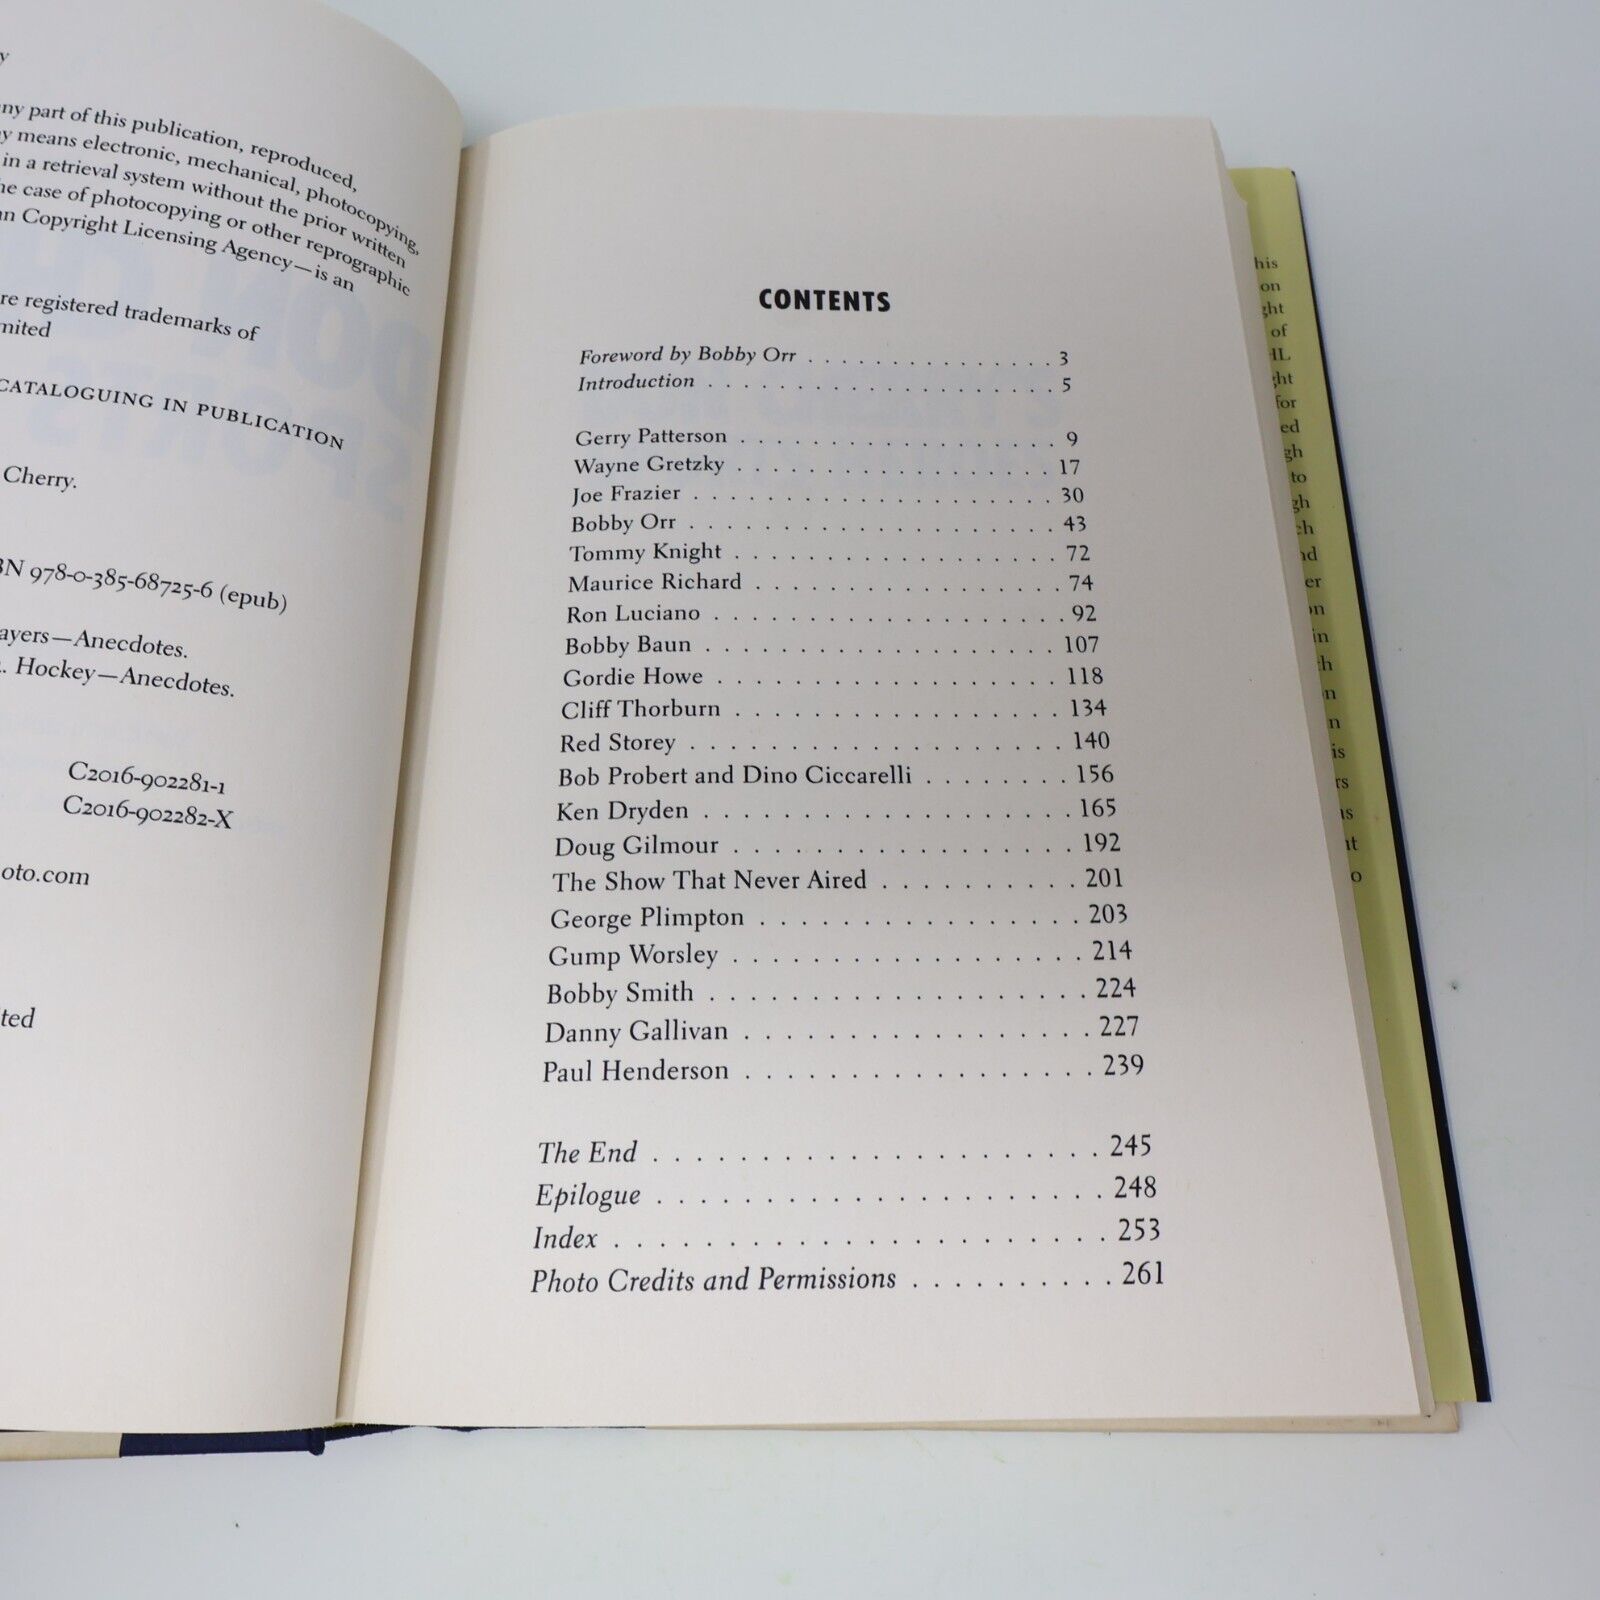 ny part of this publication, reproduced,
y means electronic, mechanical, photocopying,
in a retrieval system without the prior written
he case of photocopying or other reprographic
an Copyright Licensing Agency—is an
re registered trademarks of
mited
CATALOGUING IN PUBLICATION
Cherry.
BN 978-0-385-68725-6 (epub)
ayers—Anecdotes.
. Hockey—Anecdotes.
C2016-902281-1
C2016-902282-X
oto.com
ted
CONTENTS
Foreword by Bobby Orr . . . . . . . . . . . . . . . 3
Introduction . . . . . . . . . . . . . . . . . . . . . 5
Gerry Patterson . . . . . . . . . . . . . . . . . . . 9
Wayne Gretzky . . . . . . . . . . . . . . . . . . . 17
Joe Frazier . . . . . . . . . . . . . . . . . . . . . 30
Bobby Orr . . . . . . . . . . . . . . . . . . . . . 43
Tommy Knight . . . . . . . . . . . . . . . . . . . 72
Maurice Richard . . . . . . . . . . . . . . . . . . 74
Ron Luciano . . . . . . . . . . . . . . . . . . . . 92
Bobby Baun . . . . . . . . . . . . . . . . . . . . 107
Gordie Howe . . . . . . . . . . . . . . . . . . . 118
Cliff Thorburn . . . . . . . . . . . . . . . . . . 134
Red Storey . . . . . . . . . . . . . . . . . . . . 140
Bob Probert and Dino Ciccarelli . . . . . . . . 156
Ken Dryden . . . . . . . . . . . . . . . . . . . . 165
Doug Gilmour . . . . . . . . . . . . . . . . . . 192
The Show That Never Aired . . . . . . . . . . 201
George Plimpton . . . . . . . . . . . . . . . . 203
Gump Worsley . . . . . . . . . . . . . . . . . . 214
Bobby Smith . . . . . . . . . . . . . . . . . . . 224
Danny Gallivan . . . . . . . . . . . . . . . . . 227
Paul Henderson . . . . . . . . . . . . . . . . . 239
The End . . . . . . . . . . . . . . . . . . . . . . 245
Epilogue . . . . . . . . . . . . . . . . . . . . . . 248
Index . . . . . . . . . . . . . . . . . . . . . . . 253
Photo Credits and Permissions . . . . . . . . . . 261